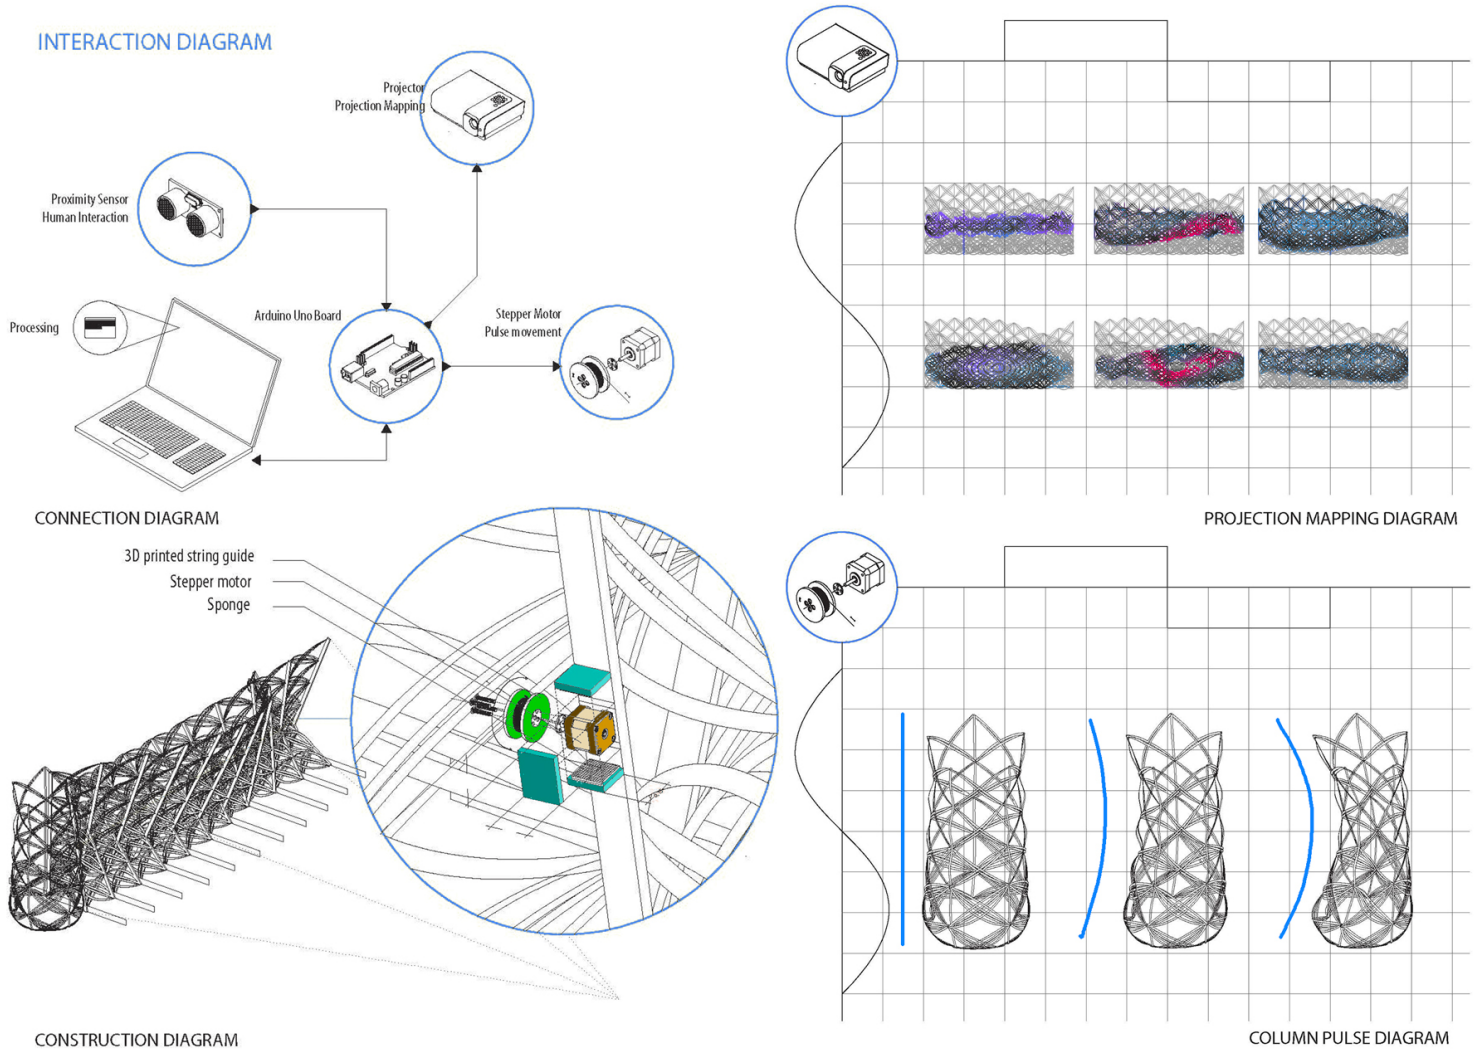 INTERACTION DIAGRAM
Projector
Projection Mapping
Proximity Sensor
Human Interaction
Processing
Arduino Uno Board
Stepper Motor
Pulse movement
CONNECTION DIAGRAM
3D printed string guide
Stepper motor
Sponge
CONSTRUCTION DIAGRAM
PROJECTION MAPPING DIAGRAM
COLUMN PULSE DIAGRAM